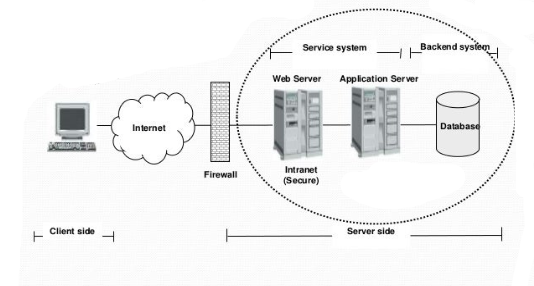 Service system
Backend system
Web Server
Application Server
Internet
Database
Firewall
Intranet
(Secure)
Client side
Server side